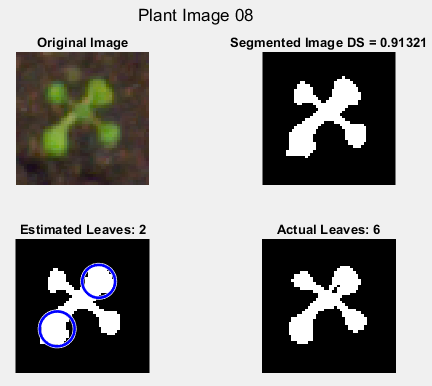 Plant Image 08
Original Image
Segmented Image DS = 0.91321
Estimated Leaves: 2
Actual Leaves: 6